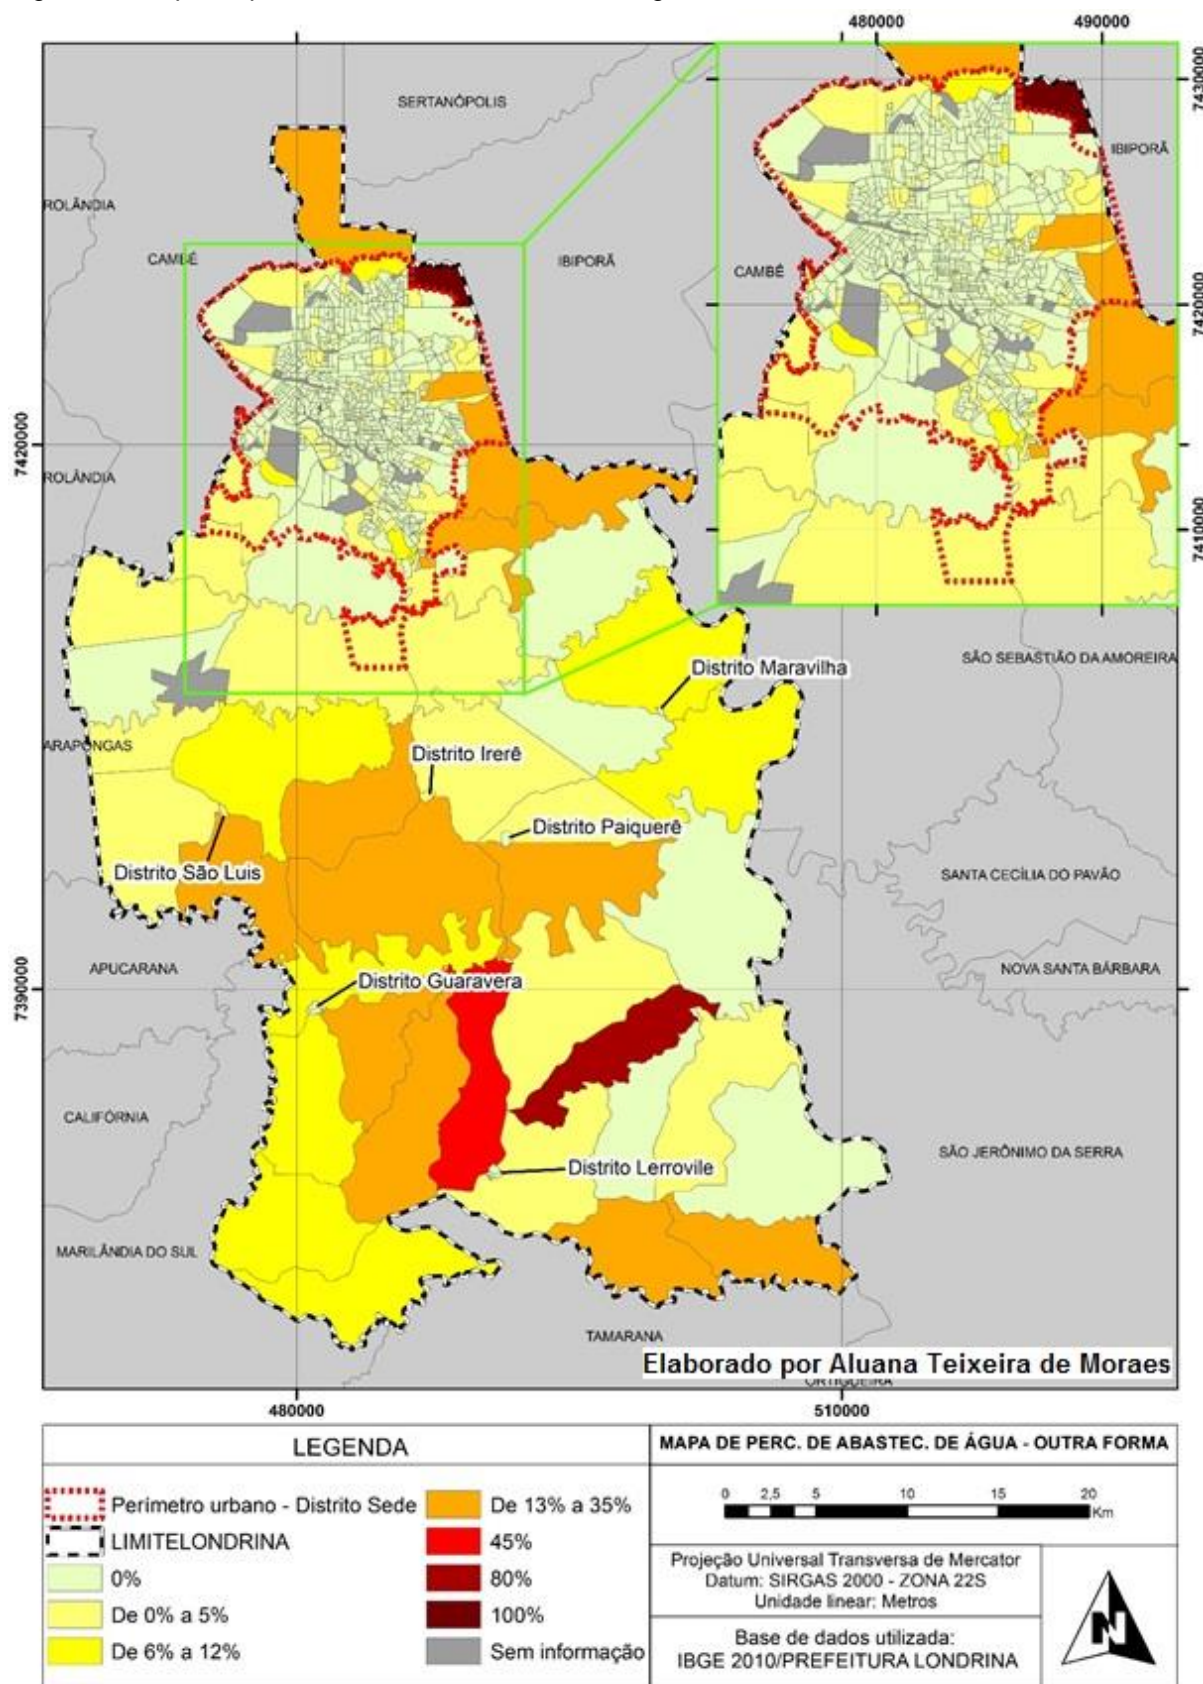 480000
490000
7430000
SERTANÓPOLIS
IBIPORÃ
ROLÂNDIA
CAMBÉ
IBIPORÃ
CAMBÉ
7420000
7420000
ROLÂNDIA
7410000
SÃO SEBASTIÃO DA AMOREIRA
Distrito Maravilha
ARAPONGAS
Distrito Irerê
Distrito Paiquerê
Distrito São Luis
SANTA CECÍLIA DO PAVÃO
APUCARANA
NOVA SANTA BÁRBARA
7390000
Distrito Guaravera
CALIFÓRNIA
SÃO JERÔNIMO DA SERRA
Distrito Lerrovile
MARILÂNDIA DO SUL
TAMARANA
Elaborado por Aluana Teixeira de Moraes
ORTIGUEIRA
480000
510000
LEGENDA
Perímetro urbano - Distrito Sede
LIMITELONDRINA
0%
De 0% a 5%
De 6% a 12%
De 13% a 35%
45%
80%
100%
Sem informação
MAPA DE PERC. DE ABASTEC. DE ÁGUA - OUTRA FORMA
0 2,5 5 10 15 20
Km
Projeção Universal Transversa de Mercator
Datum: SIRGAS 2000 - ZONA 22S
Unidade linear: Metros
Base de dados utilizada:
IBGE 2010/PREFEITURA LONDRINA
N